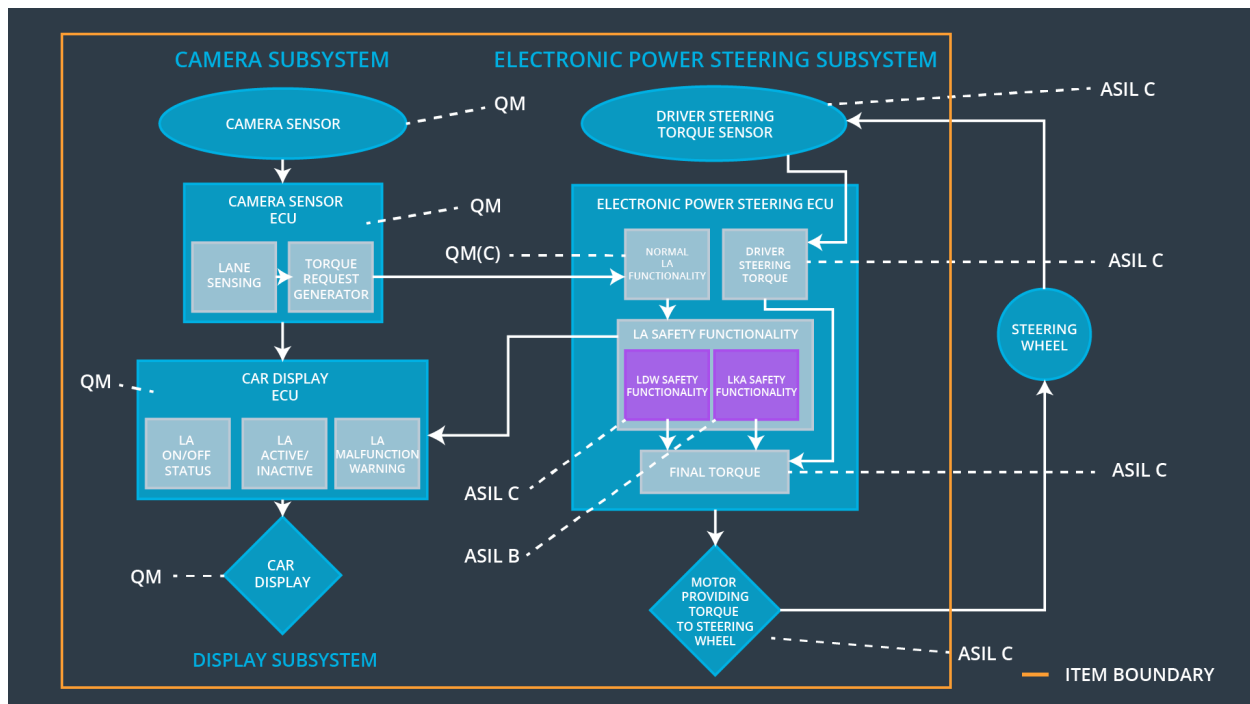 CAMERA SUBSYSTEM
ELECTRONIC POWER STEERING SUBSYSTEM
CAMERA SENSOR
QM
DRIVER STEERING
TORQUE SENSOR
ASIL C
CAMERA SENSOR
ECU
QM
LANE
SENSING
TORQUE
REQUEST
GENERATOR
QM(C)
ELECTRONIC POWER STEERING ECU
NORMAL
LA
FUNCTIONALITY
DRIVER
STEERING
TORQUE
ASIL C
LA SAFETY FUNCTIONALITY
LDW SAFETY
FUNCTIONALITY
LKA SAFETY
FUNCTIONALITY
STEERING
WHEEL
QM
CAR DISPLAY
ECU
LA
ON/OFF
STATUS
LA
ACTIVE/
INACTIVE
LA
MALFUNCTION
WARNING
ASIL C
FINAL TORQUE
ASIL C
ASIL B
QM
CAR
DISPLAY
MOTOR
PROVIDING
TORQUE
TO STEERING
WHEEL
ASIL C
DISPLAY SUBSYSTEM
ITEM BOUNDARY